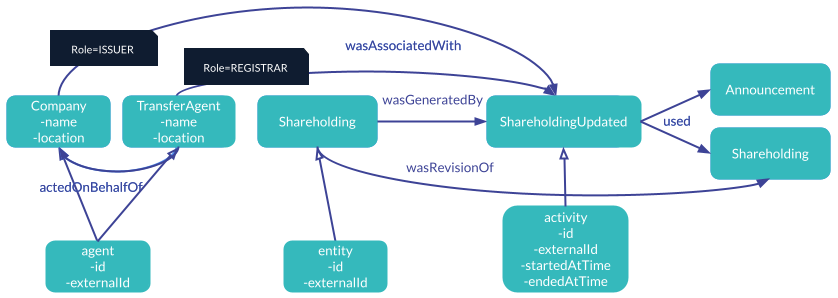 Role=ISSUER
wasAssociatedWith
Role=REGISTRAR
Company
-name
-location
TransferAgent
-name
-location
Shareholding
wasGeneratedBy
ShareholdingUpdated
used
Announcement
Shareholding
actedOnBehalfOf
wasRevisionOf
agent
-id
-externalId
entity
-id
-externalId
activity
-id
-externalId
-startedAtTime
-endedAtTime